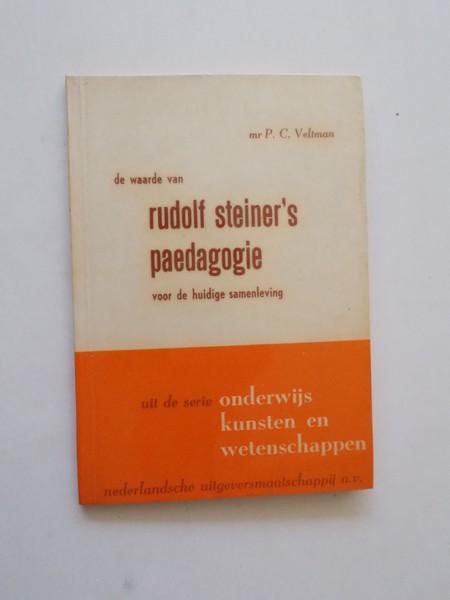 mr P. C. Veltman
de waarde van
rudolf steiner's
paedagogie
voor de huidige samenleving
uit de serie onderwijs
kunsten en
wetenschappen
nederlandsche uitgeversmaatschappij n.v.